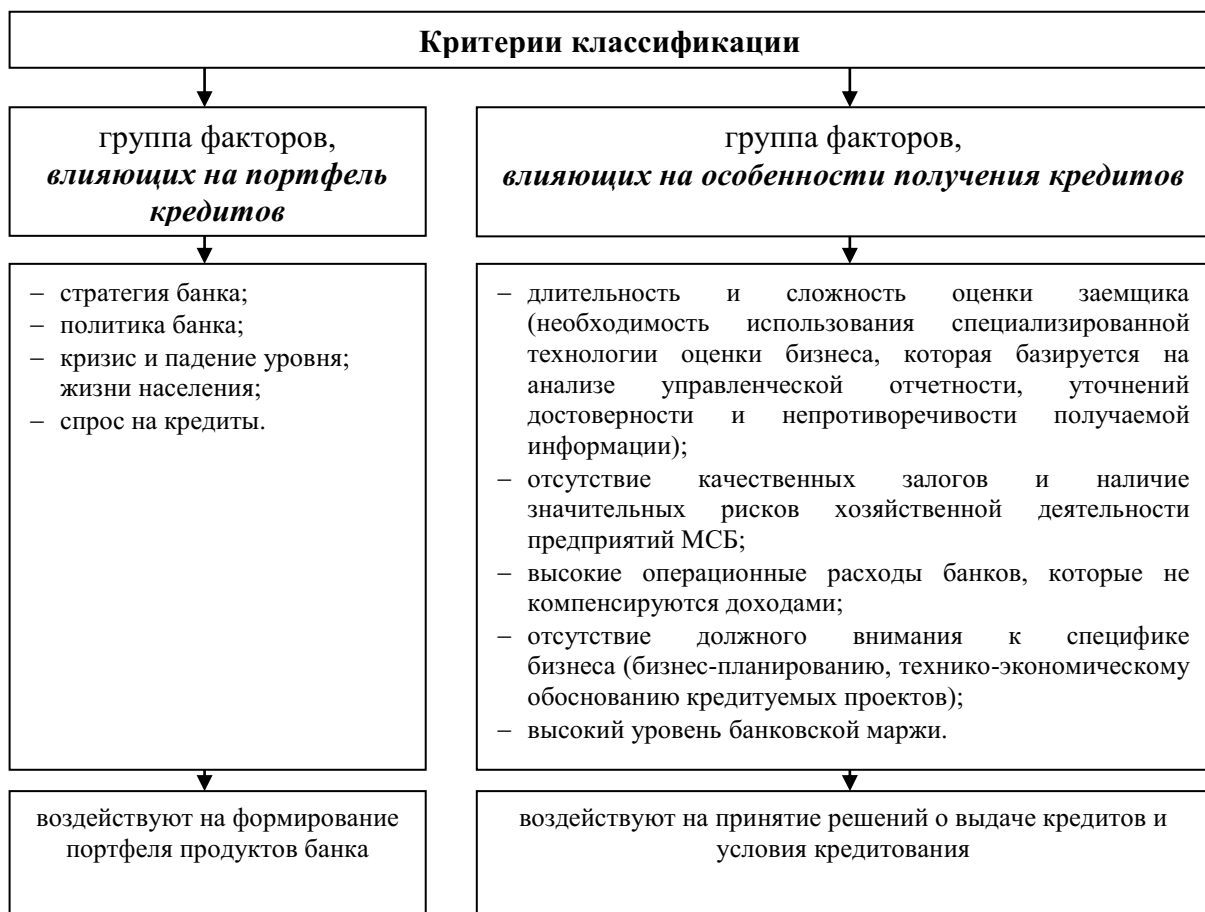 Критерии классификации
группа факторов,
влияющих на портфель
кредитов
группа факторов,
влияющих на особенности получения кредитов
– стратегия банка;
– политика банка;
– кризис и падение уровня;
жизни населения;
– спрос на кредиты.
– длительность и сложность оценки заемщика
(необходимость использования специализированной
технологии оценки бизнеса, которая базируется на
анализе управленческой отчетности, уточнений
достоверности и непротиворечивости получаемой
информации);
– отсутствие качественных залогов и наличие
значительных рисков хозяйственной деятельности
предприятий МСБ;
– высокие операционные расходы банков, которые не
компенсируются доходами;
– отсутствие должного внимания к специфике
бизнеса (бизнес-планированию, технико-экономическому
обоснованию кредитуемых проектов);
– высокий уровень банковской маржи.
воздействуют на формирование
портфеля продуктов банка
воздействуют на принятие решений о выдаче кредитов и
условия кредитования